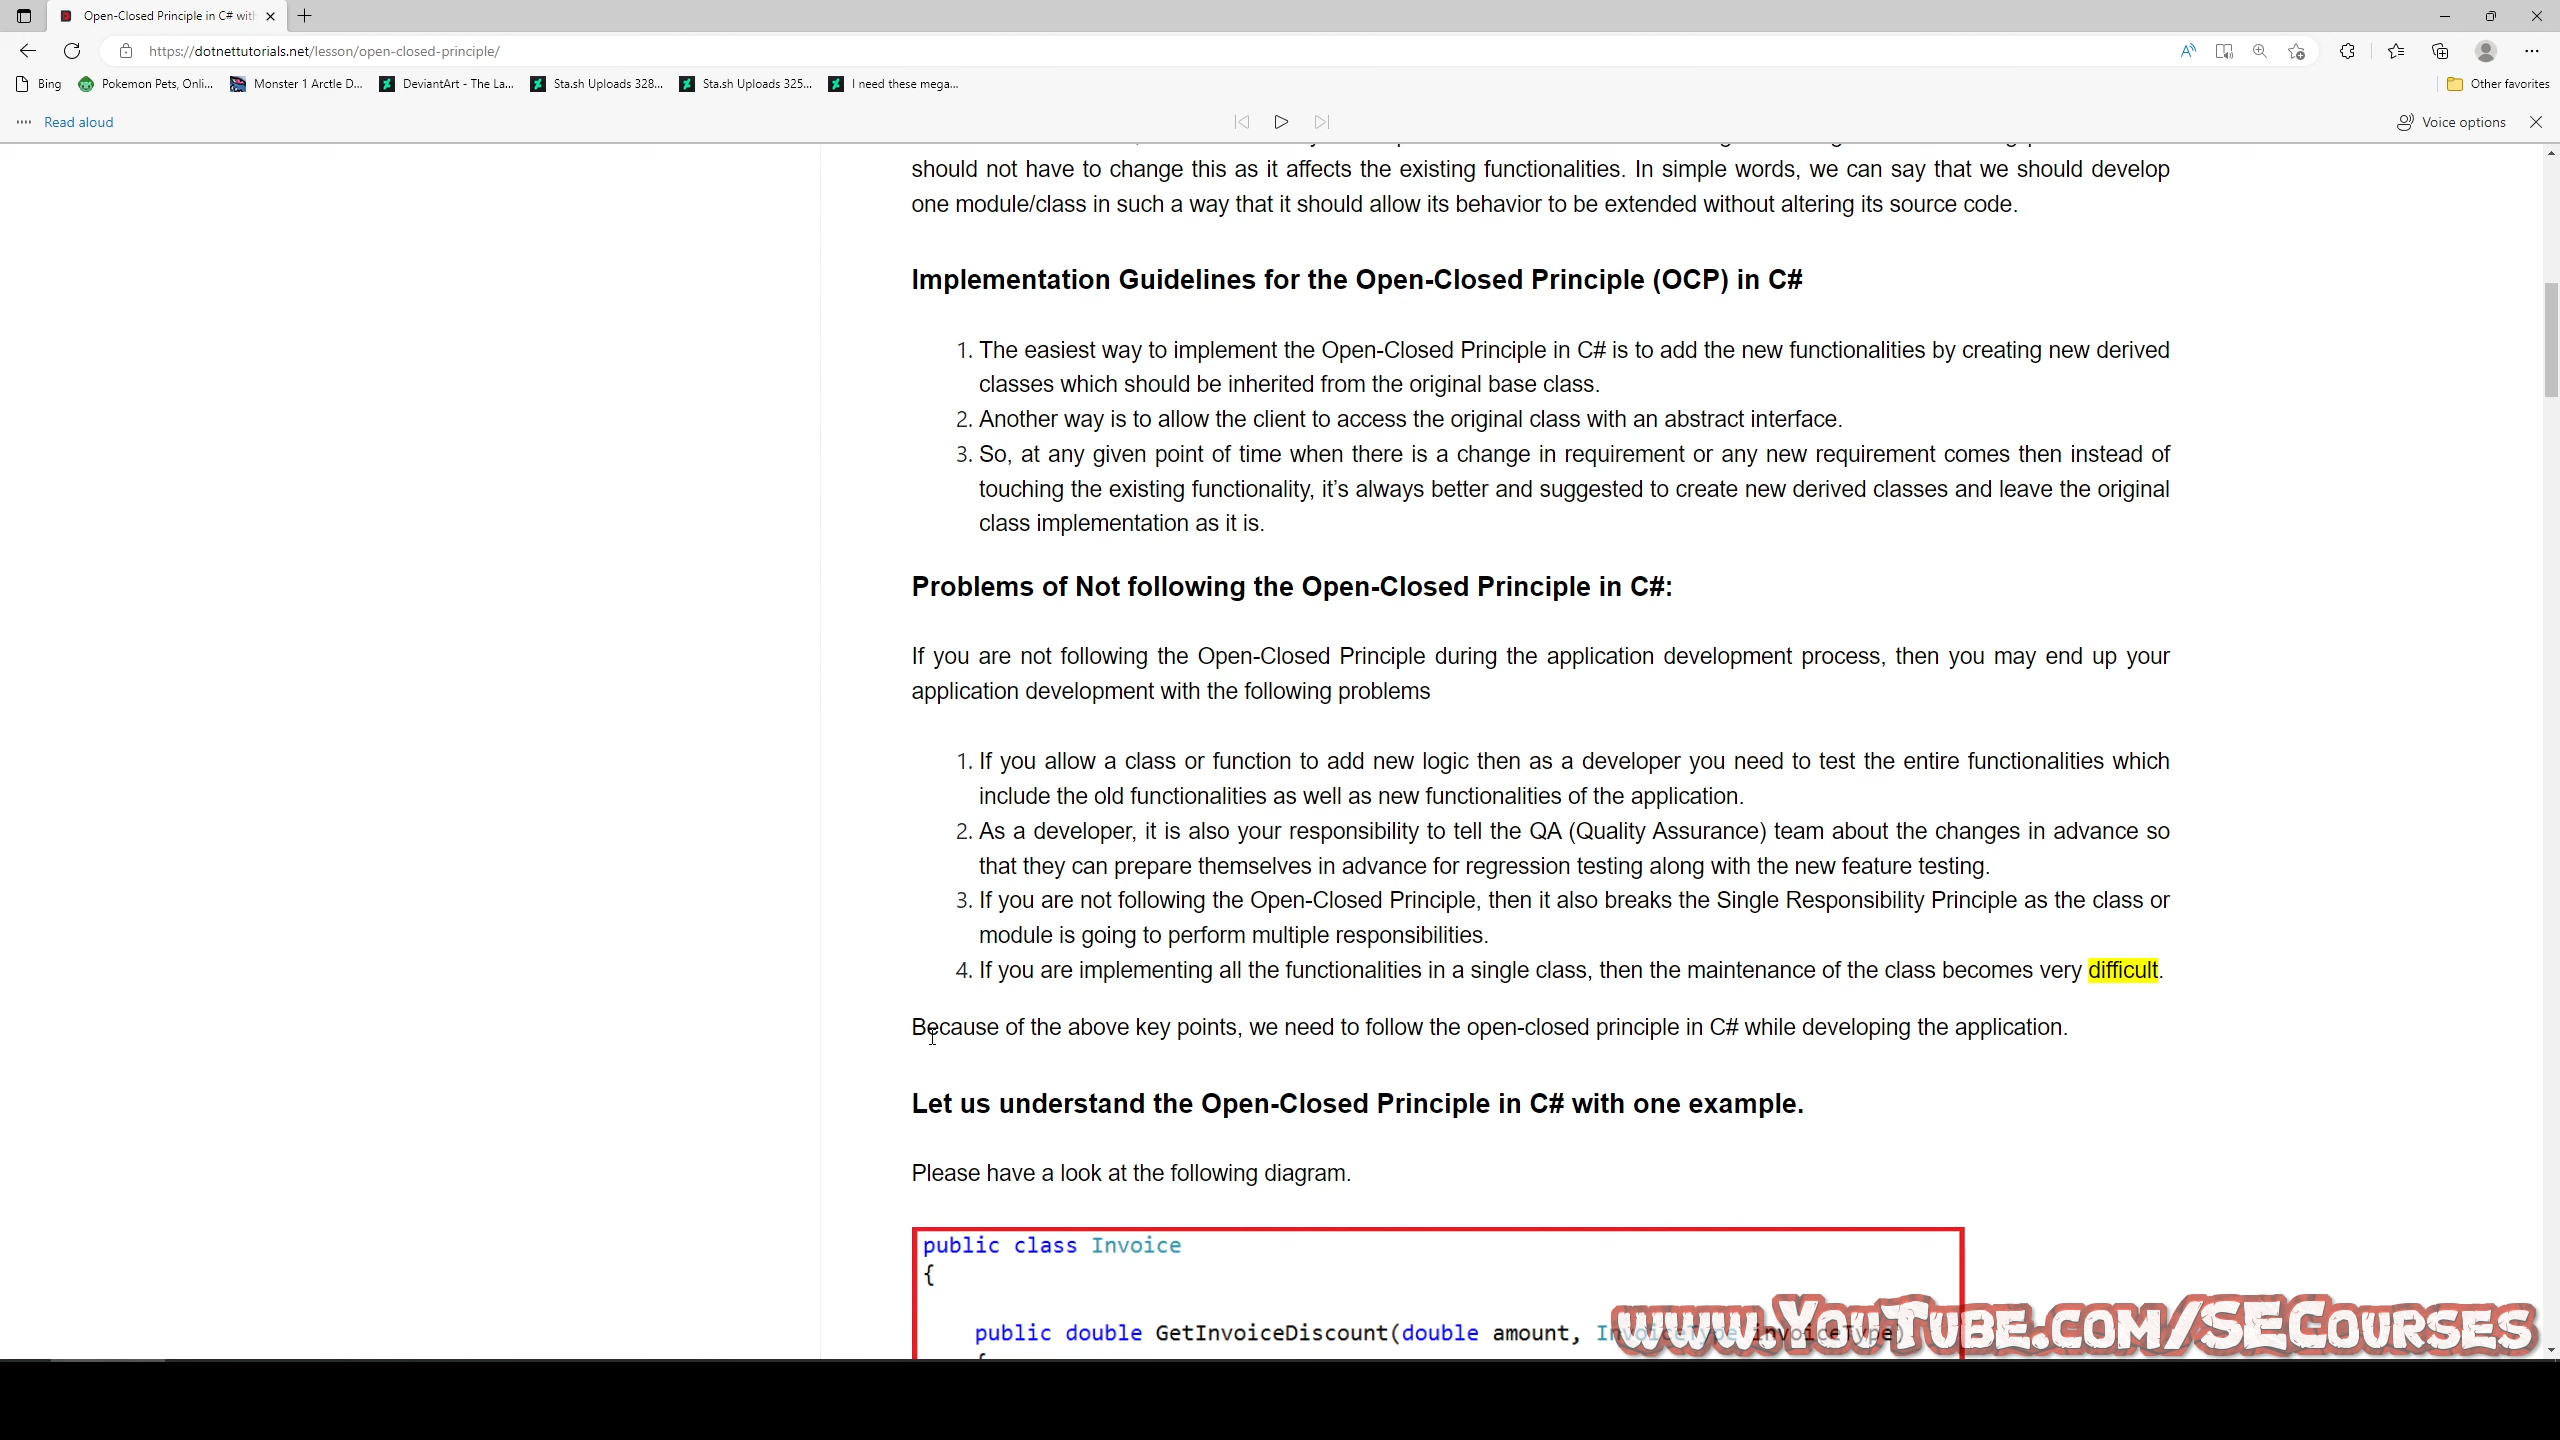 Open-Closed Principle in C# with
https://dotnettutorials.net/lesson/open-closed-principle/
Bing
Pokemon Pets, Onli...
Monster 1 Arctle D...
DeviantArt - The La...
Sta.sh Uploads 328...
Sta.sh Uploads 325...
I need these mega...
Other favorites
Read aloud
Voice options
should not have to change this as it affects the existing functionalities. In simple words, we can say that we should develop
one module/class in such a way that it should allow its behavior to be extended without altering its source code.
Implementation Guidelines for the Open-Closed Principle (OCP) in C#
1. The easiest way to implement the Open-Closed Principle in C# is to add the new functionalities by creating new derived
classes which should be inherited from the original base class.
2. Another way is to allow the client to access the original class with an abstract interface.
3. So, at any given point of time when there is a change in requirement or any new requirement comes then instead of
touching the existing functionality, it’s always better and suggested to create new derived classes and leave the original
class implementation as it is.
Problems of Not following the Open-Closed Principle in C#:
If you are not following the Open-Closed Principle during the application development process, then you may end up your
application development with the following problems
1. If you allow a class or function to add new logic then as a developer you need to test the entire functionalities which
include the old functionalities as well as new functionalities of the application.
2. As a developer, it is also your responsibility to tell the QA (Quality Assurance) team about the changes in advance so
that they can prepare themselves in advance for regression testing along with the new feature testing.
3. If you are not following the Open-Closed Principle, then it also breaks the Single Responsibility Principle as the class or
module is going to perform multiple responsibilities.
4. If you are implementing all the functionalities in a single class, then the maintenance of the class becomes very difficult.
Because of the above key points, we need to follow the open-closed principle in C# while developing the application.
Let us understand the Open-Closed Principle in C# with one example.
Please have a look at the following diagram.
public class Invoice
{
public double GetInvoiceDiscount(double amount, InvoiceType invoiceType)
www.YouTube.com/SECourses